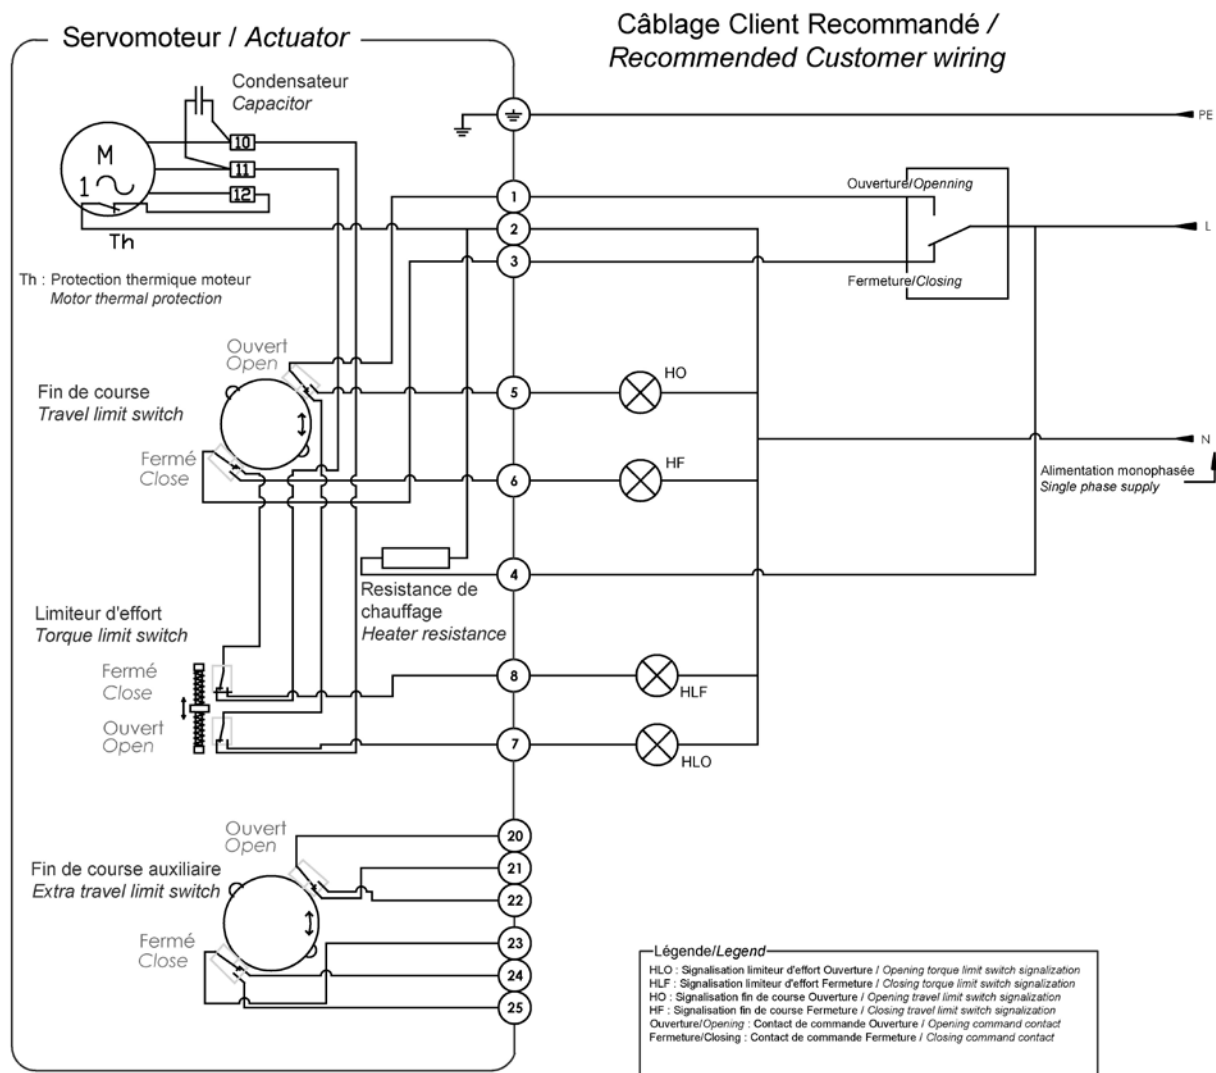 Servomoteur / Actuator
Câblage Client Recommandé /
Recommended Customer wiring
Condensateur
Capacitor
PE
M
1
10
11
12
Th
Ouverture/Openning
1
2
3
L
Fermeture/Closing
Th : Protection thermique moteur
Motor thermal protection
Ouvert
Open
Fin de course
Travel limit switch
5
HO
N
Fermé
Close
6
HF
Alimentation monophasée
Single phase supply
4
Resistance de
chauffage
Heater resistance
Limiteur d'effort
Torque limit switch
Fermé
Close
8
HLF
Ouvert
Open
7
HLO
Ouvert
Open
20
Fin de course auxiliaire
Extra travel limit switch
21
22
Fermé
Close
23
24
25
Légende/Legend
HLO : Signalisation limiteur d'effort Ouverture / Opening torque limit switch signalization
HLF : Signalisation limiteur d'effort Fermeture / Closing torque limit switch signalization
HO : Signalisation fin de course Ouverture / Opening travel limit switch signalization
HF : Signalisation fin de course Fermeture / Closing travel limit switch signalization
Ouverture/Opening : Contact de commande Ouverture / Opening command contact
Fermeture/Closing : Contact de commande Fermeture / Closing command contact